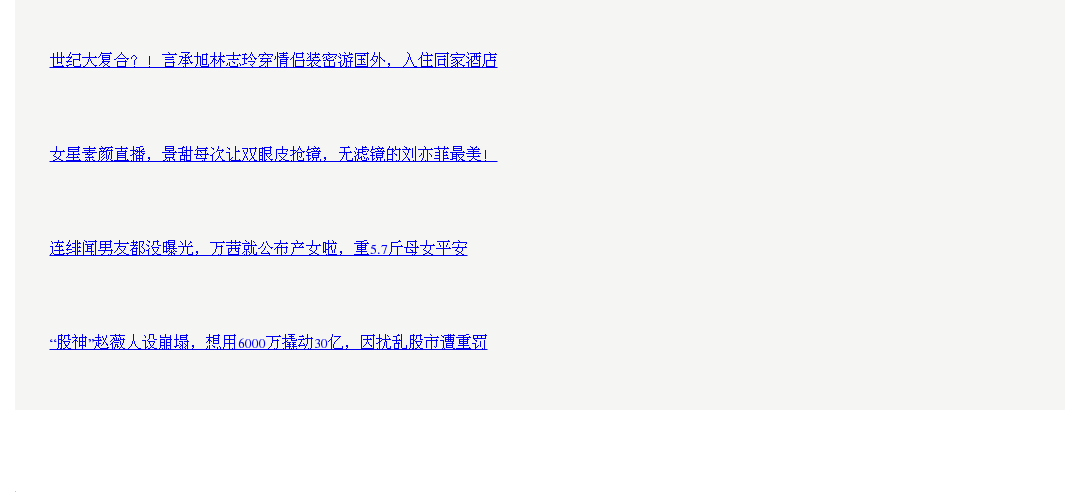 世纪大复合？！言承旭林志玲穿情侣装密游国外，入住同家酒店
女星素颜直播，景甜每次让双眼皮抢镜，无滤镜的刘亦菲最美！
连绯闻男友都没曝光，万茜就公布产女啦，重5.7斤母女平安
“股神”赵薇人设崩塌，想用6000万撬动30亿，因扰乱股市遭重罚